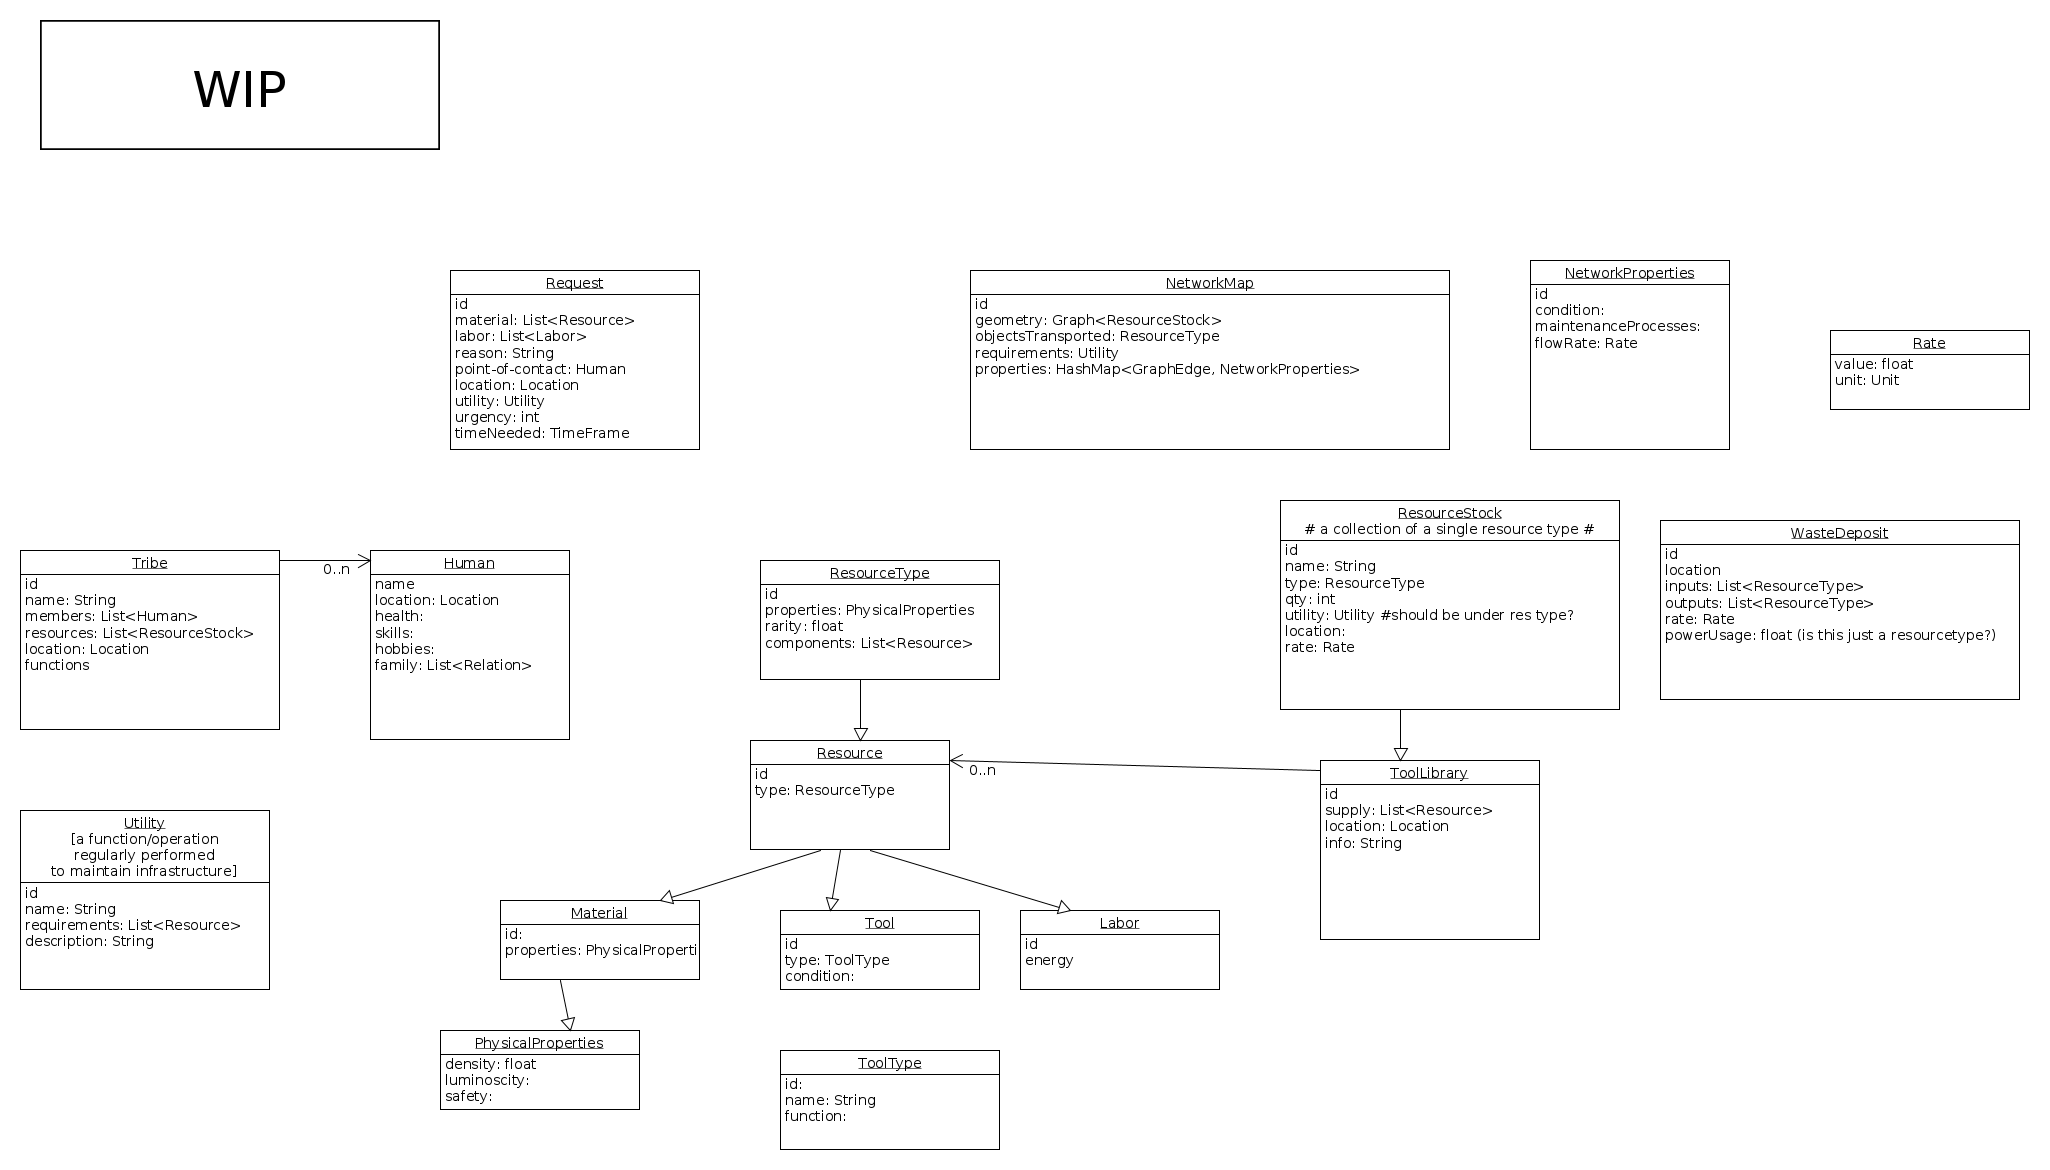 WIP
Request
id
material: List<Resource>
labor: List<Labor>
reason: String
point-of-contact: Human
location: Location
utility: Utility
urgency: int
timeNeeded: TimeFrame
NetworkMap
id
geometry: Graph<ResourceStock>
objectsTransported: ResourceType
requirements: Utility
properties: HashMap<GraphEdge, NetworkProperties>
NetworkProperties
id
condition:
maintenanceProcesses:
flowRate: Rate
Rate
value: float
unit: Unit
Tribe
id
name: String
members: List<Human>
resources: List<ResourceStock>
location: Location
functions
0..n
Human
name
location: Location
health:
skills:
hobbies:
family: List<Relation>
ResourceType
id
properties: PhysicalProperties
rarity: float
components: List<Resource>
ResourceStock
# a collection of a single resource type #
id
name: String
type: ResourceType
qty: int
utility: Utility #should be under res type?
location:
rate: Rate
WasteDeposit
id
location
inputs: List<ResourceType>
outputs: List<ResourceType>
rate: Rate
powerUsage: float (is this just a resourcetype?)
Resource
id
type: ResourceType
0..n
ToolLibrary
id
supply: List<Resource>
location: Location
info: String
Utility
[a function/operation
regularly performed
to maintain infrastructure]
id
name: String
requirements: List<Resource>
description: String
Material
id:
properties: PhysicalProperti
Tool
id
type: ToolType
condition:
Labor
id
energy
PhysicalProperties
density: float
luminoscity:
safety:
ToolType
id:
name: String
function: